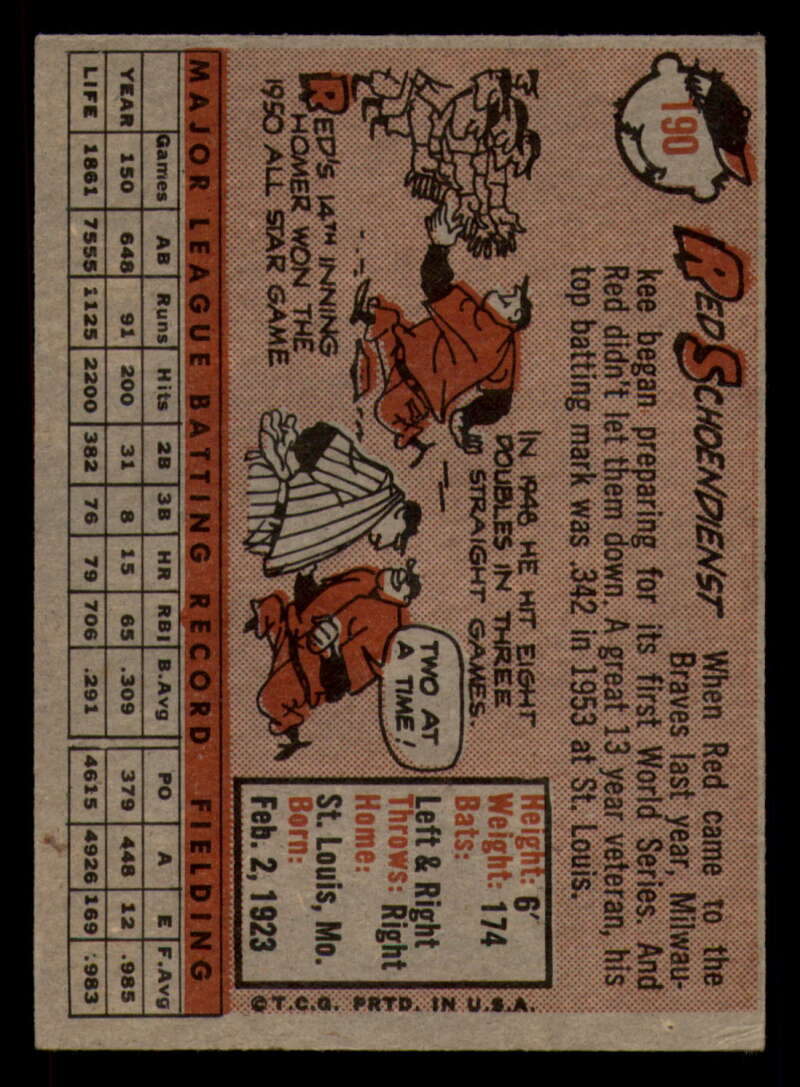 190
RED SCHOENDIENST
When Red came to the
Braves last year, Milwau-
kee began preparing for its first World Series. And
Red didn't let them down. A great 13 year veteran, his
top batting mark was .342 in 1953 at St. Louis.
IN 1948 HE HIT EIGHT
DOUBLES IN THREE
STRAIGHT GAMES.
TWO AT
A TIME!
RED'S 14TH INNING
HOMER WON THE
1950 ALL STAR GAME
Height: 6'
Weight: 174
Bats:
Left & Right
Throws: Right
Home:
St. Louis, Mo.
Born:
Feb. 2, 1923
© T.C.G. PRTD. IN U.S.A.
MAJOR LEAGUE BATTING RECORD FIELDING
Games AB Runs Hits 2B 3B HR RBI B.Avg PO A E F.Avg
YEAR 150 648 91 200 31 8 15 65 .309 379 448 12 .985
LIFE 1861 7555 1125 2200 382 76 79 706 .291 4615 4926 169 .983